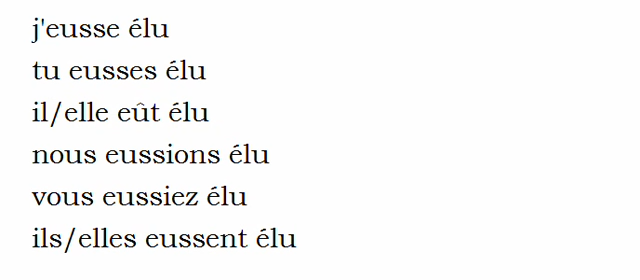 j'eusse élu
tu eusses élu
il/elle eût élu
nous eussions élu
vous eussiez élu
ils/elles eussent élu